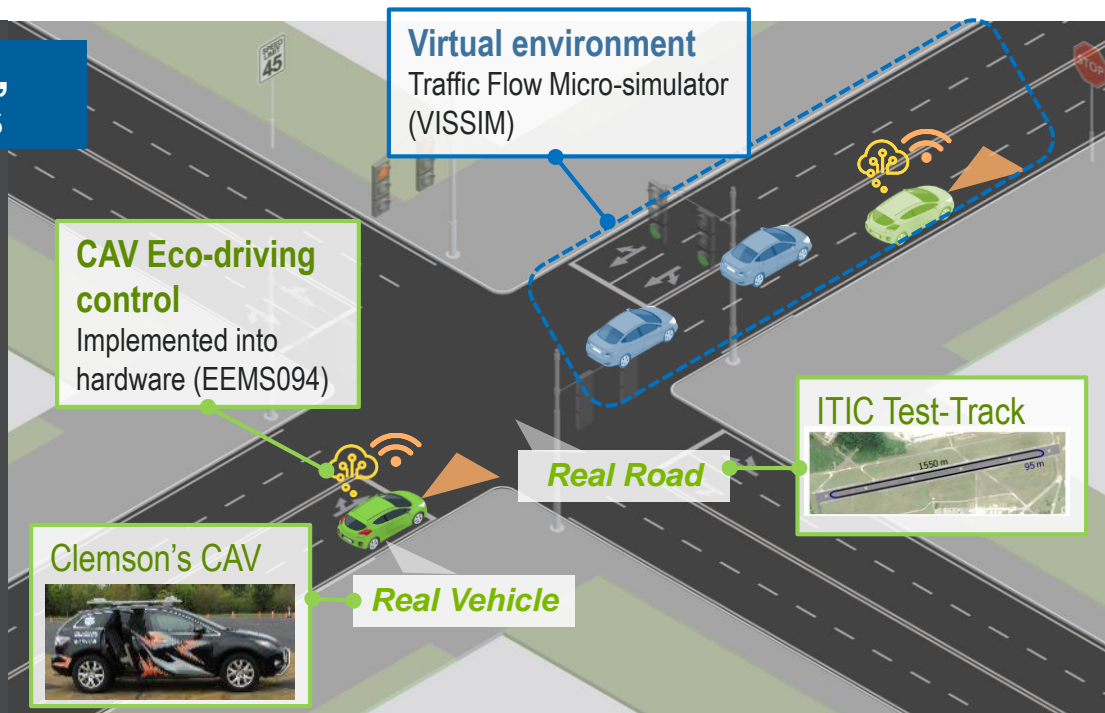 SPEED
LIMIT
45
Virtual environment
Traffic Flow Micro-simulator
(VISSIM)
STOP
CAV Eco-driving
control
Implemented into
hardware (EEMS094)
ITIC Test-Track
1550 m
95 m
Real Road
Clemson's CAV
Real Vehicle